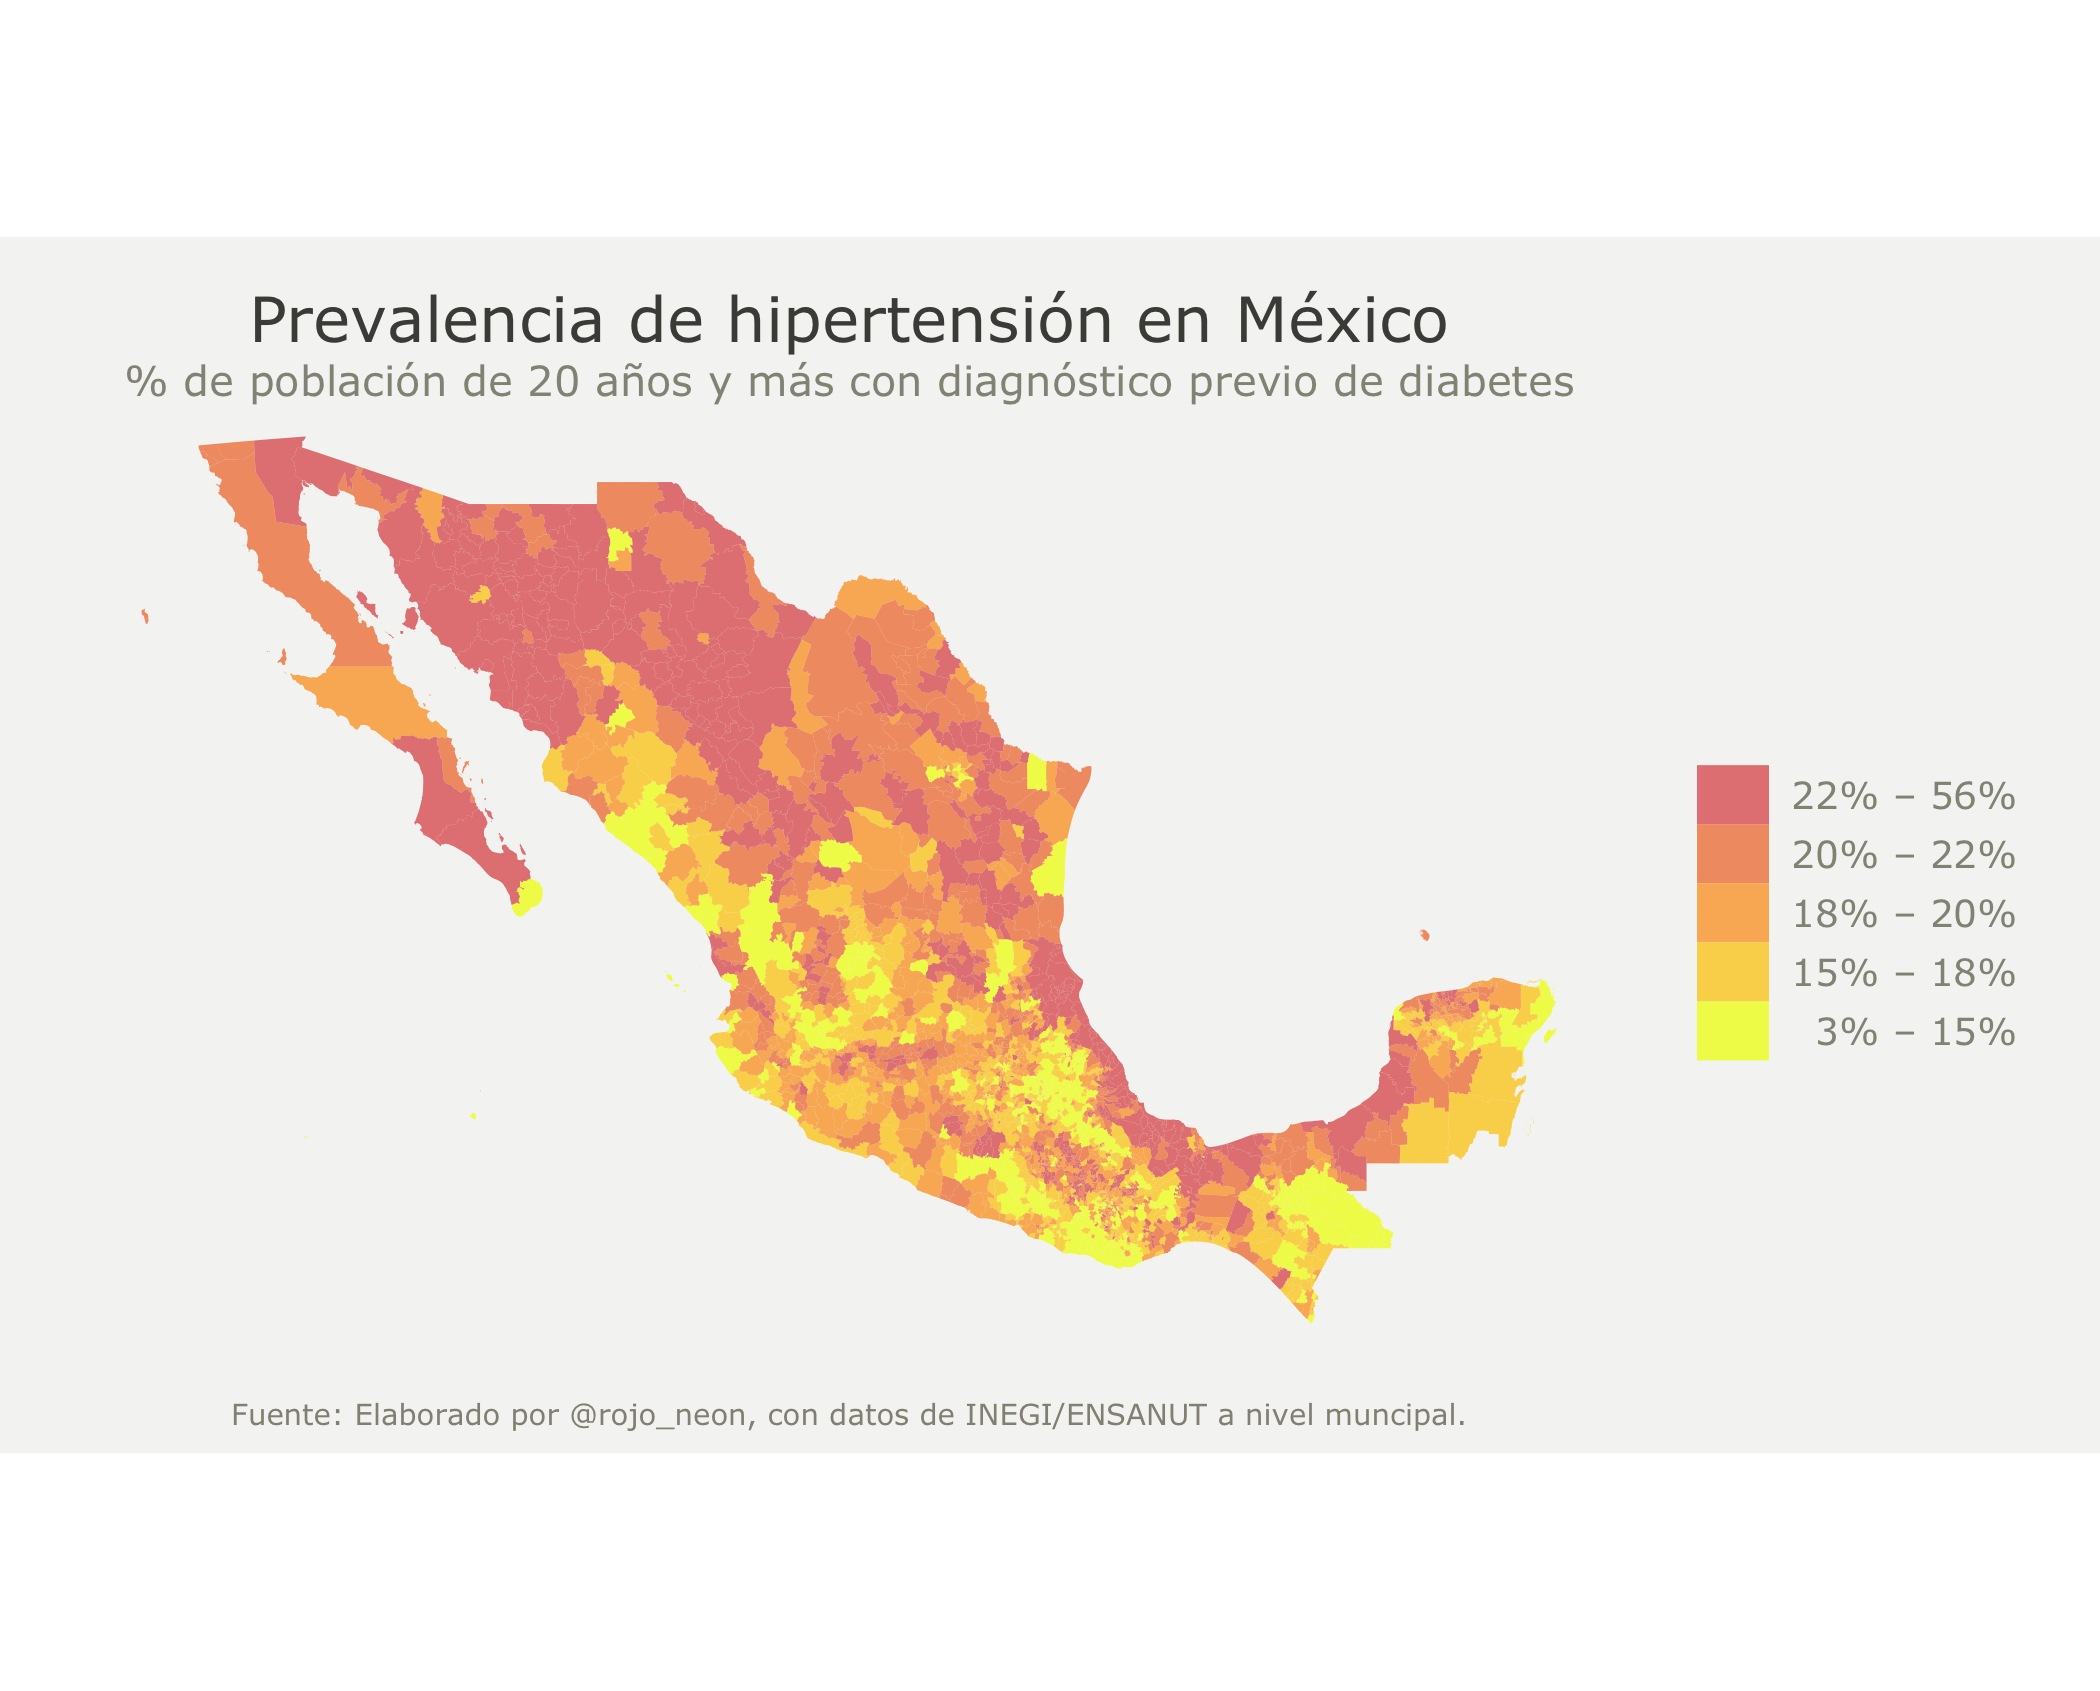 Prevalencia de hipertensión en México
% de población de 20 años y más con diagnóstico previo de diabetes
22% – 56%
20% – 22%
18% – 20%
15% – 18%
3% – 15%
Fuente: Elaborado por @rojo_neon, con datos de INEGI/ENSANUT a nivel muncipal.